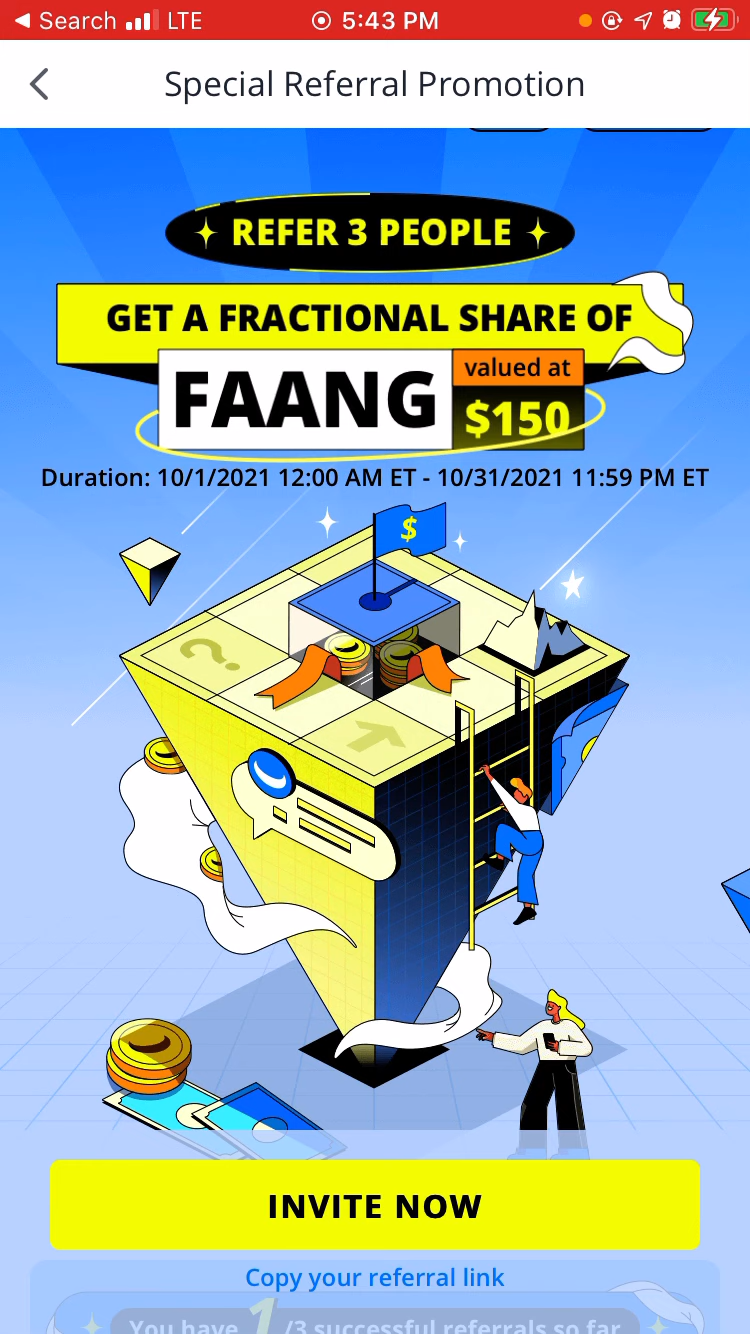 Search LTE 5:43 PM
Special Referral Promotion
REFER 3 PEOPLE
GET A FRACTIONAL SHARE OF
FAANG valued at $150
Duration: 10/1/2021 12:00 AM ET - 10/31/2021 11:59 PM ET
$
?
INVITE NOW
Copy your referral link
You have 1 /3 successful referrals so far